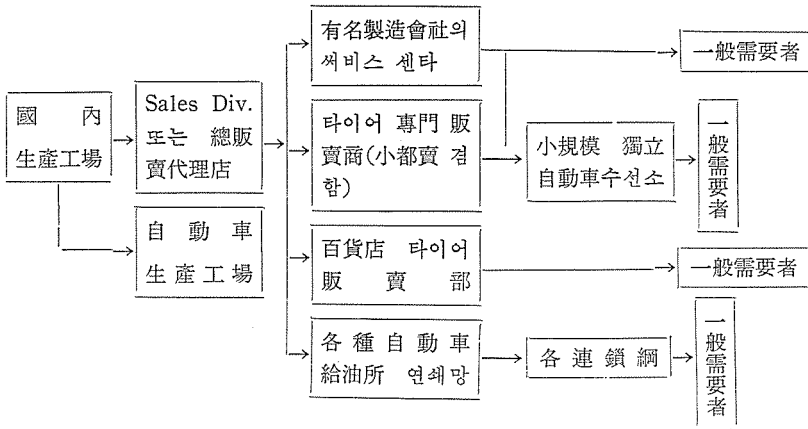 國 內
生産工場
Sales Div.
또는 總販
賣代理店
自動車
生産工場
有名製造會社의
써비스 센타
타이어 專門 販
賣商(小都賣 겸
함)
百貨店 타이어
販賣部
各種自動車
給油所 연쇄망
小規模 獨立
自動車수선소
各連鎖網
一般需要者
一般需要者
一般需要者
一般需要者